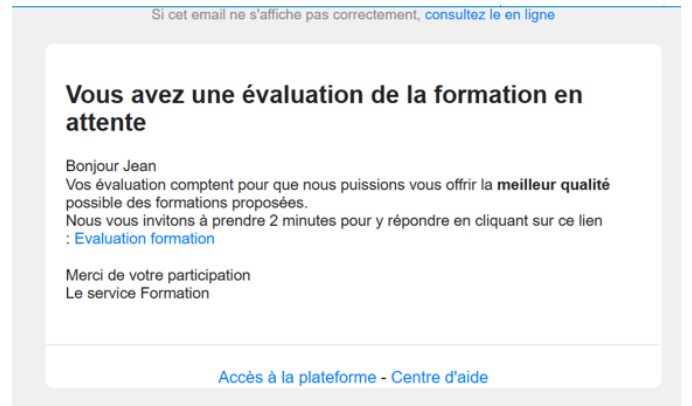 Si cet email ne s'affiche pas correctement, consultez le en ligne
Vous avez une évaluation de la formation en
attente
Bonjour Jean
Vos évaluation comptent pour que nous puissions vous offrir la meilleur qualité
possible des formations proposées.
Nous vous invitons à prendre 2 minutes pour y répondre en cliquant sur ce lien
: Evaluation formation
Merci de votre participation
Le service Formation
Accès à la plateforme - Centre d'aide